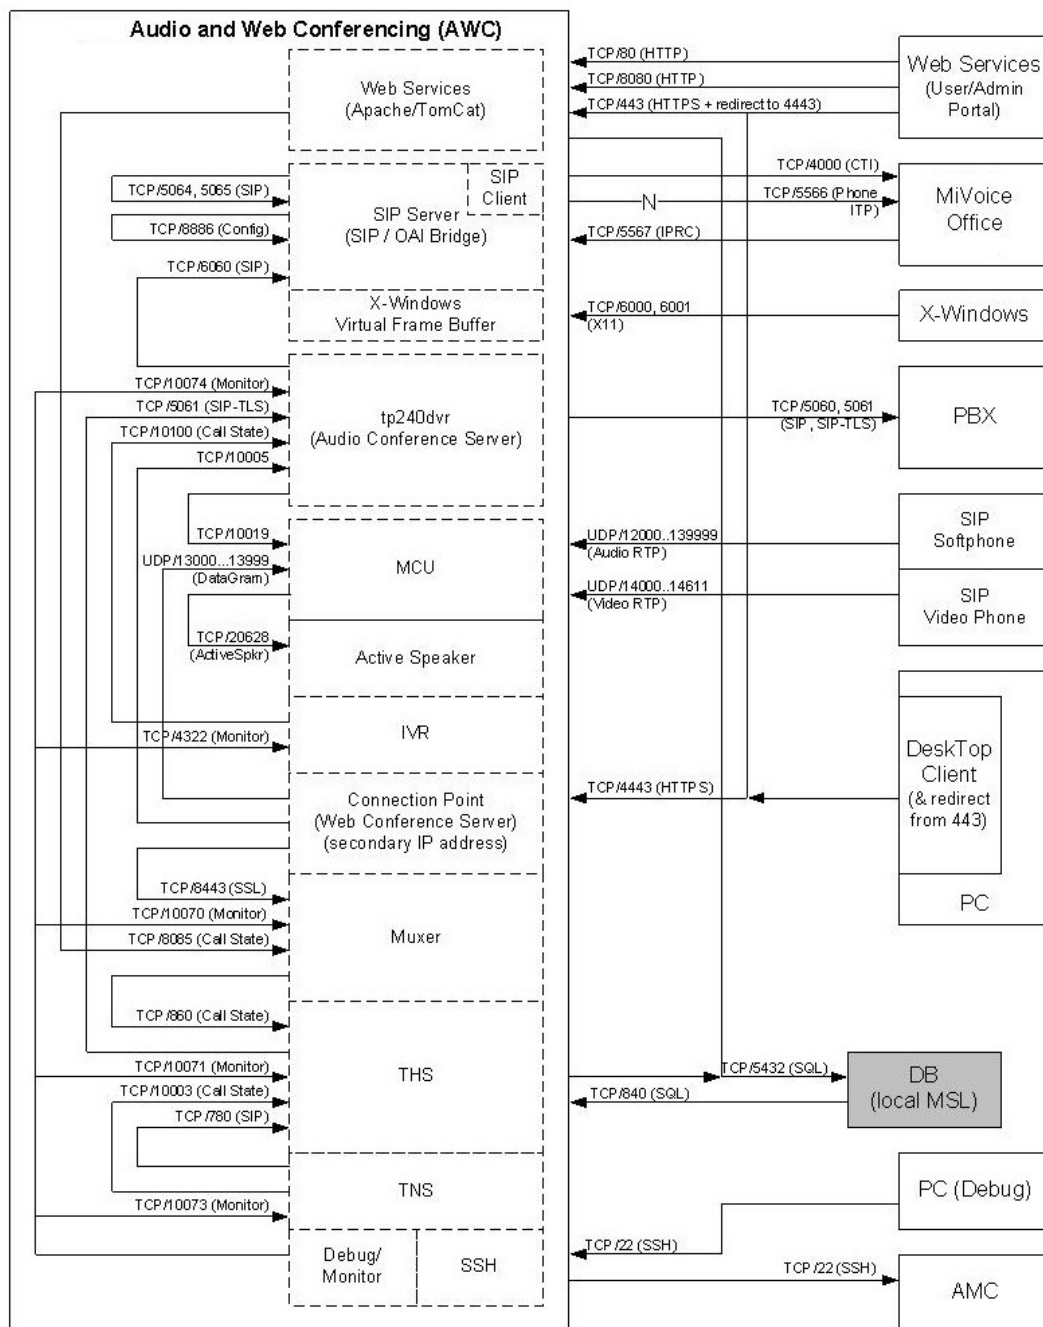 Audio and Web Conferencing (AWC)
Web Services
(Apache/TomCat)
TCP/5064, 5065 (SIP)
TCP/8886 (Config)
TCP/6060 (SIP)
SIP
Client
SIP Server
(SIP / OAI Bridge)
X-Windows
Virtual Frame Buffer
TCP/10074 (Monitor)
TCP/5061 (SIP-TLS)
TCP/10100 (Call State)
TCP/10005
tp240dvr
(Audio Conference Server)
TCP/10019
UDP/13000...13999
(DataGram)
MCU
TCP/20628
(ActiveSpkr)
Active Speaker
TCP/4322 (Monitor)
IVR
Connection Point
(Web Conference Server)
(secondary IP address)
TCP/8443 (SSL)
TCP/10070 (Monitor)
TCP/8085 (Call State)
Muxer
TCP/860 (Call State)
TCP/10071 (Monitor)
TCP/10003 (Call State)
TCP/780 (SIP)
THS
TNS
TCP/10073 (Monitor)
Debug/
Monitor
SSH
TCP/80 (HTTP)
TCP/8080 (HTTP)
TCP/443 (HTTPS + redirect to 4443)
Web Services
(User/Admin
Portal)
TCP/4000 (CTI)
TCP/5566 (Phone
ITP)
N
TCP/5567 (IPRC)
MiVoice
Office
TCP/6000, 6001
(X11)
X-Windows
TCP/5060, 5061
(SIP, SIP-TLS)
PBX
UDP/12000..139999
(Audio RTP)
SIP
Softphone
UDP/14000..14611
(Video RTP)
SIP
Video Phone
TCP/4443 (HTTPS)
DeskTop
Client
(& redirect
from 443)
PC
TCP/5432 (SQL)
TCP/840 (SQL)
DB
(local MSL)
TCP/22 (SSH)
PC (Debug)
TCP/22 (SSH)
AMC